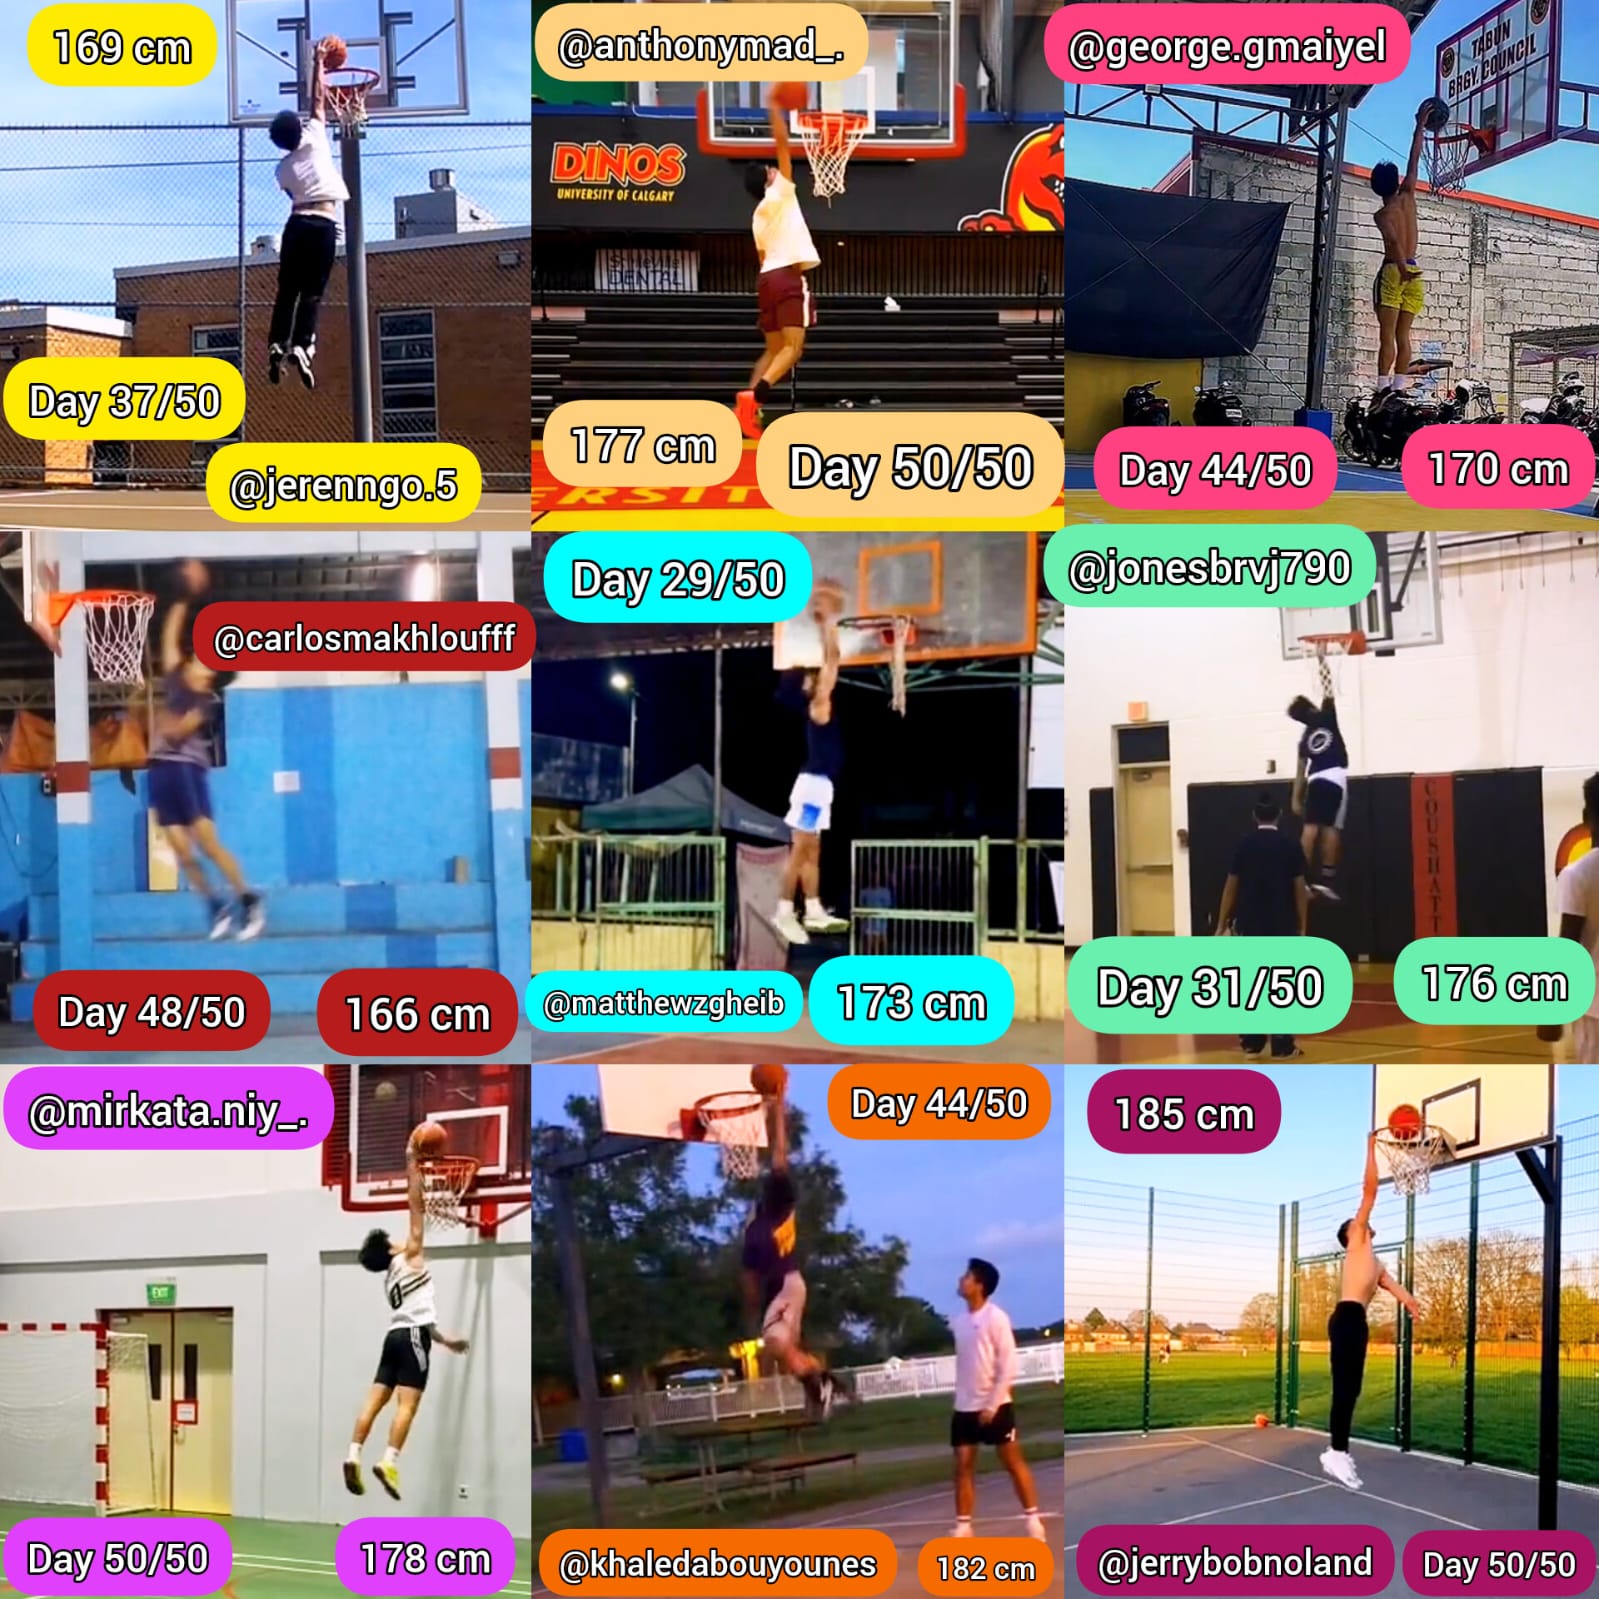 169 cm
Day 37/50
@jerenngo.5
@anthonymad_.
DINOS
UNIVERSITY OF CALGARY
DENTAL
177 cm
Day 50/50
@george.gmaiyel
TABUN
BRGY. COUNCIL
Day 44/50
170 cm
@carlosmakhloufff
Day 48/50
166 cm
Day 29/50
@matthewzgheib
173 cm
@jonesbrvj790
COUSHATT
Day 31/50
176 cm
@mirkata.niy_.
EXIT
Day 50/50
178 cm
Day 44/50
@khaledabouyounes
182 cm
185 cm
@jerrybobnoland
Day 50/50